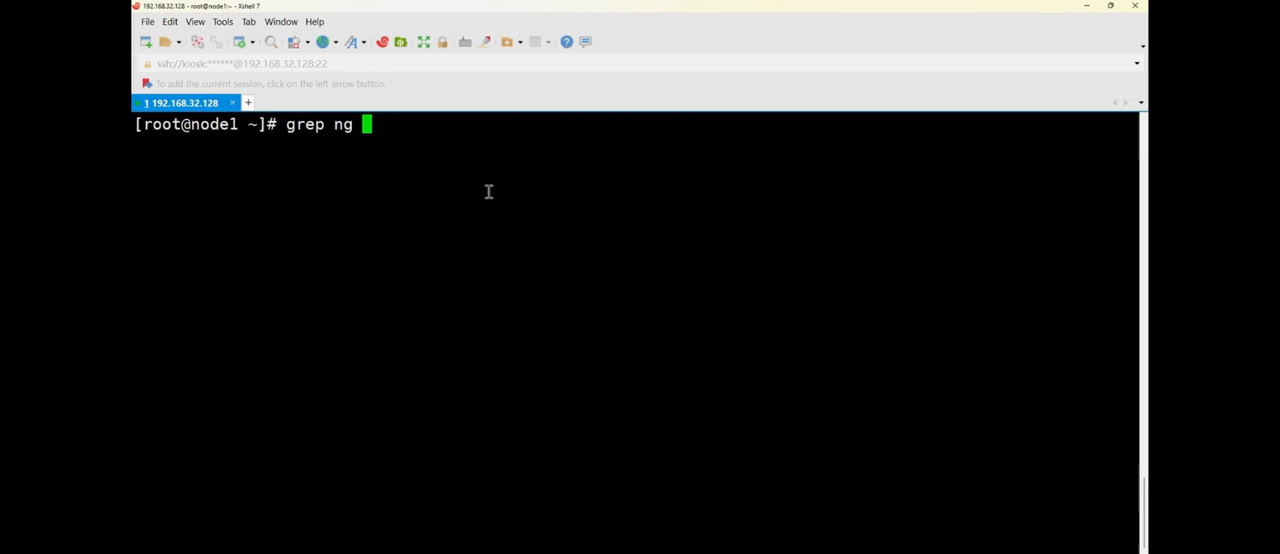 192.168.32.128 - root@node1:~ - Xshell 7
File Edit View Tools Tab Window Help
ssh://kiosk:******@192.168.32.128:22
To add the current session, click on the left arrow button.
1 192.168.32.128 × +
[root@node1 ~]# grep ng